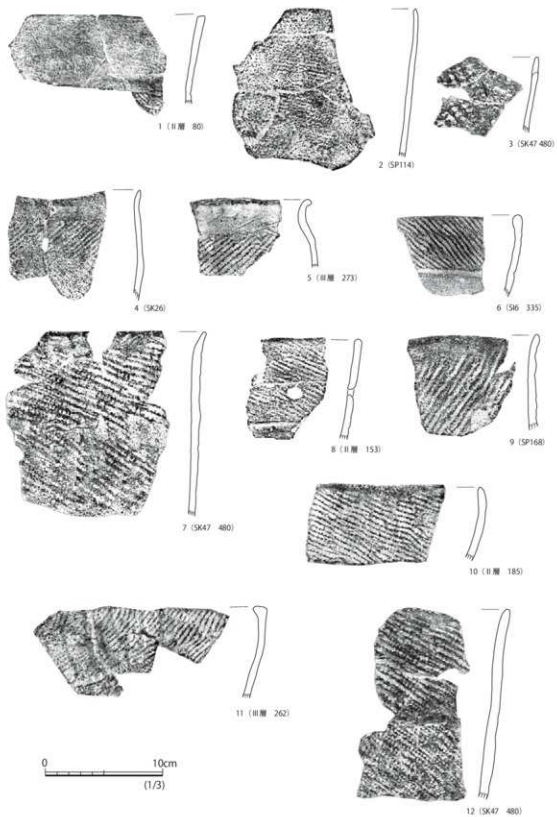 1（Ⅱ層　80）
2（SP114）
3（SK47 480）
4（SK26）
5（Ⅲ層　273）
6（SI6　335）
7（SK47　480）
8（Ⅱ層　153）
9（SP168）
10（Ⅱ層　185）
11（Ⅲ層　262）
12（SK47　480）
0 10cm
(1/3)